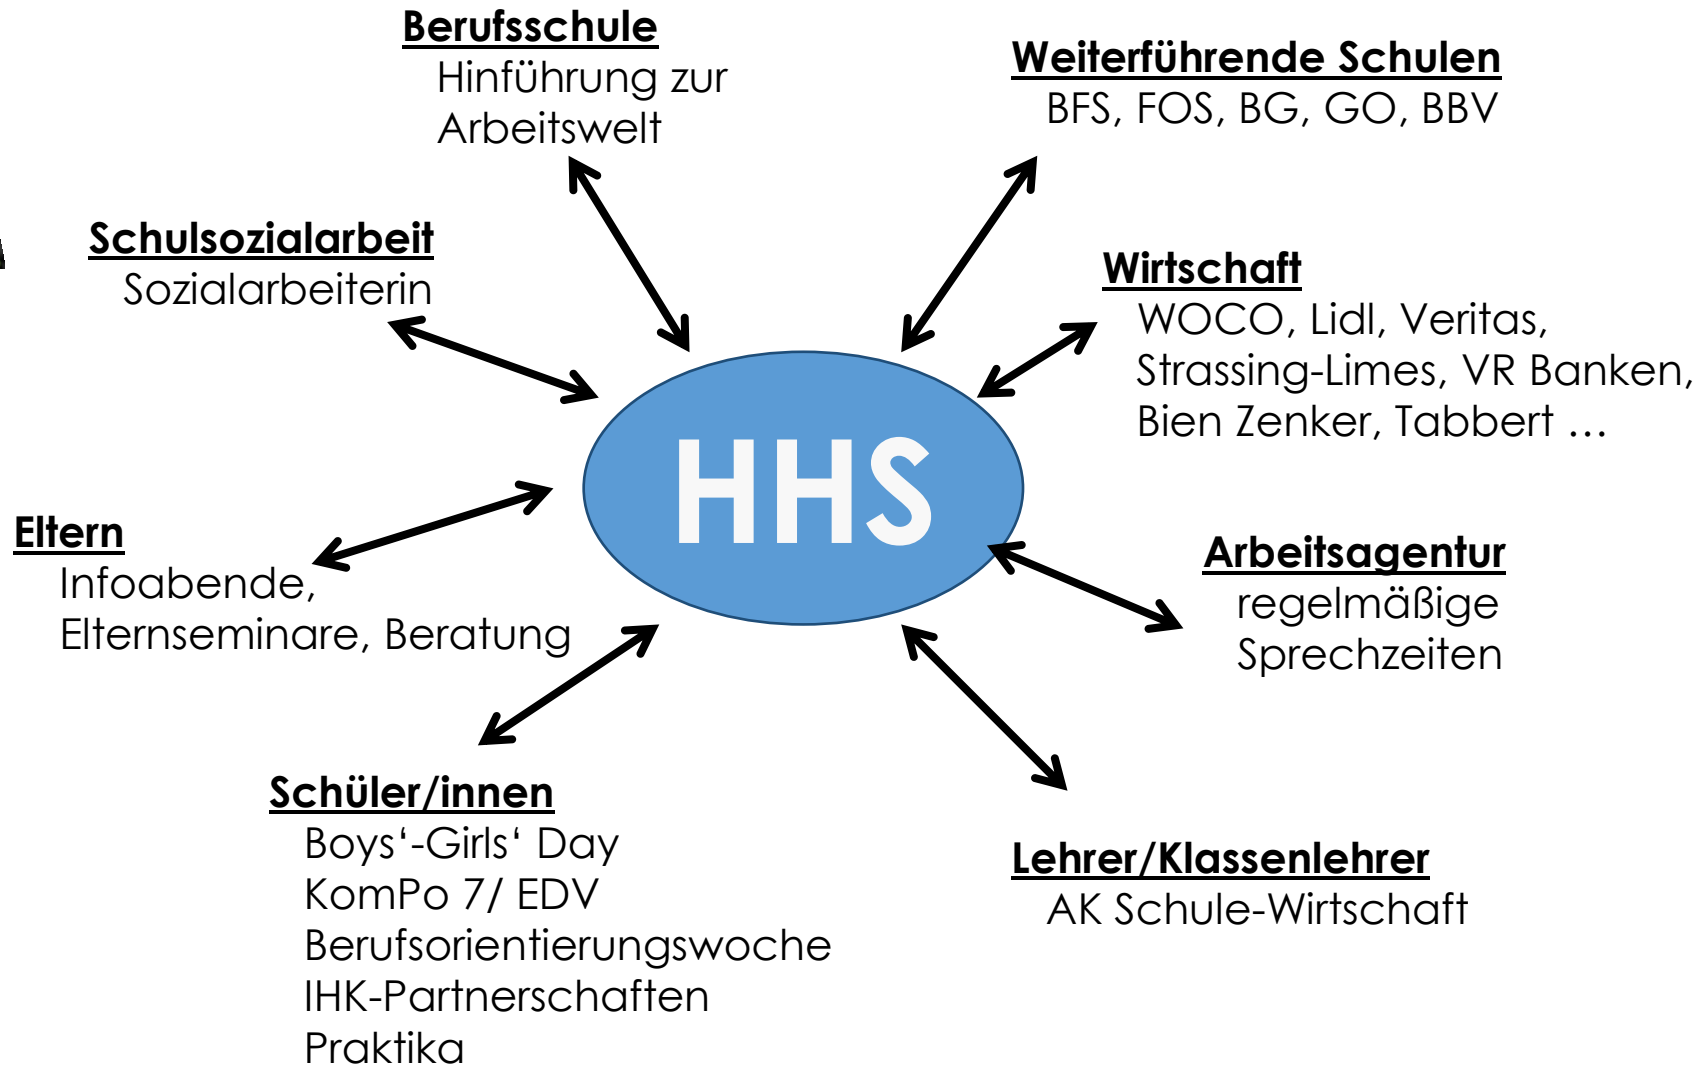 Berufsschule
Hinführung zur
Arbeitswelt
Weiterführende Schulen
BFS, FOS, BG, GO, BBV
Schulsozialarbeit
Sozialarbeiterin
Wirtschaft
WOCO, Lidl, Veritas,
Strassing-Limes, VR Banken,
Bien Zenker, Tabbert …
HHS
Eltern
Infoabende,
Elternseminare, Beratung
Arbeitsagentur
regelmäßige
Sprechzeiten
Schüler/innen
Boys‘-Girls‘ Day
KomPo 7/ EDV
Berufsorientierungswoche
IHK-Partnerschaften
Praktika
Lehrer/Klassenlehrer
AK Schule-Wirtschaft